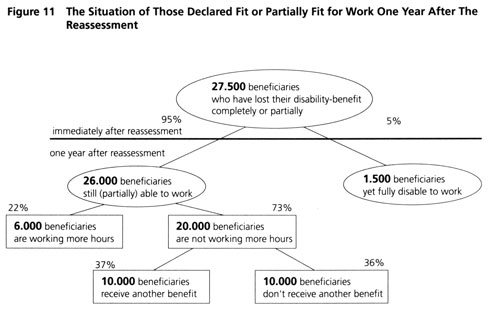 Figure 11 The Situation of Those Declared Fit or Partially Fit for Work One Year After The
Reassessment
27.500 beneficiaries
who have lost their disability-benefit
completely or partially
95%
5%
immediately after reassessment
one year after reassessment
26.000 beneficiaries
still (partially) able to work
1.500 beneficiaries
yet fully disable to work
22%
73%
6.000 beneficiaries
are working more hours
20.000 beneficiaries
are not working more hours
37%
36%
10.000 beneficiaries
receive another benefit
10.000 beneficiaries
don't receive another benefit